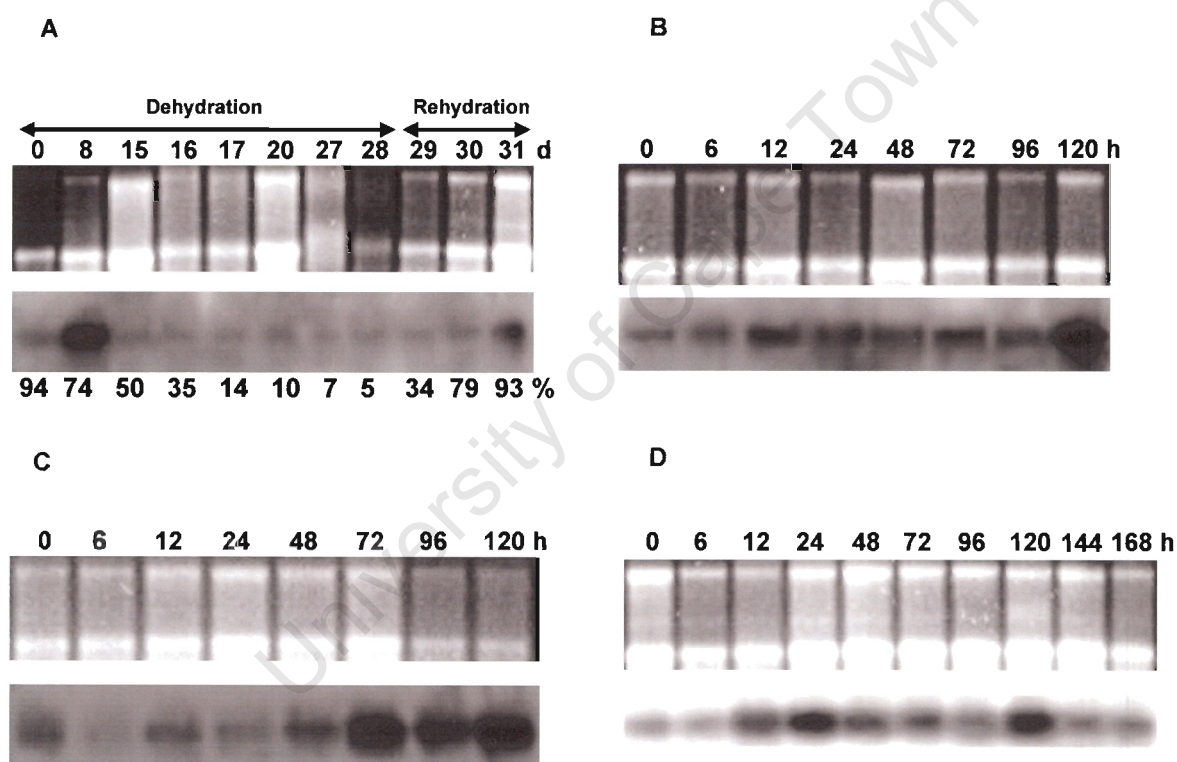 A
Dehydration Rehydration
0 8 15 16 17 20 27 28 29 30 31 d
94 74 50 35 14 10 7 5 34 79 93 %
B
0 6 12 24 48 72 96 120 h
C
0 6 12 24 48 72 96 120 h
D
0 6 12 24 48 72 96 120 144 168 h
University of Cape Town